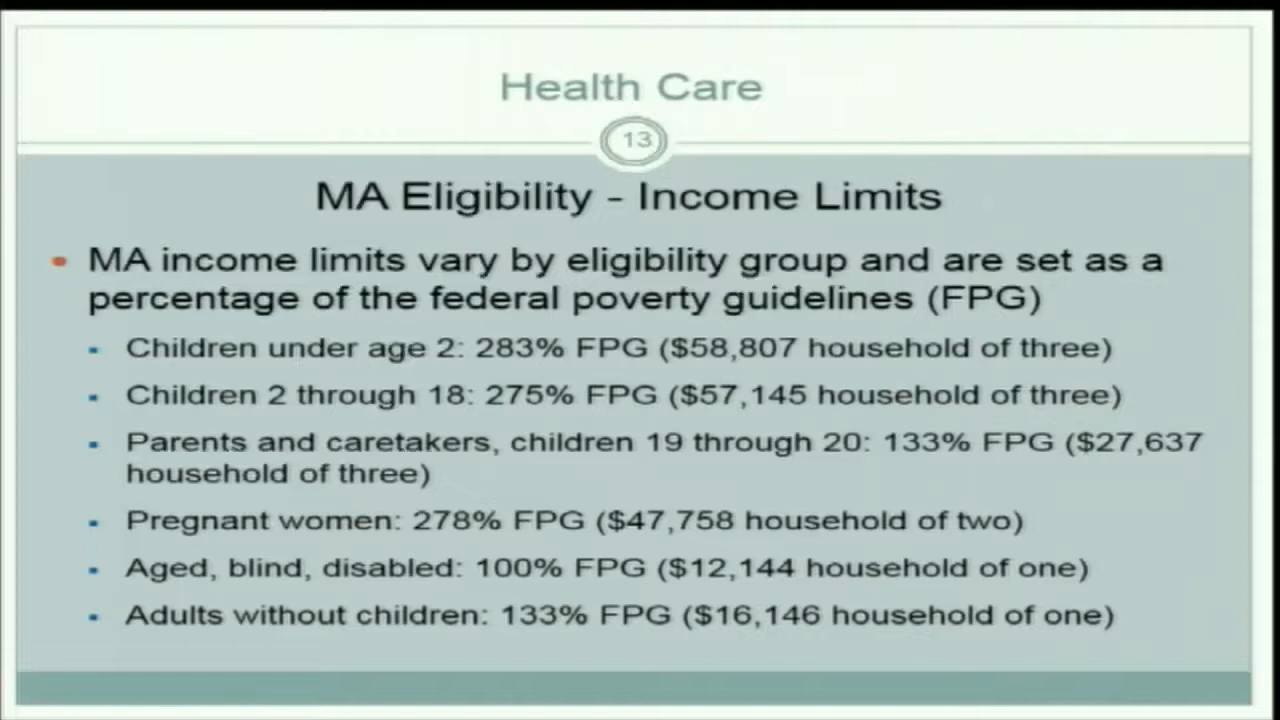 Health Care
13
MA Eligibility - Income Limits
• MA income limits vary by eligibility group and are set as a
percentage of the federal poverty guidelines (FPG)
▪ Children under age 2: 283% FPG ($58,807 household of three)
▪ Children 2 through 18: 275% FPG ($57,145 household of three)
▪ Parents and caretakers, children 19 through 20: 133% FPG ($27,637
household of three)
▪ Pregnant women: 278% FPG ($47,758 household of two)
▪ Aged, blind, disabled: 100% FPG ($12,144 household of one)
▪ Adults without children: 133% FPG ($16,146 household of one)